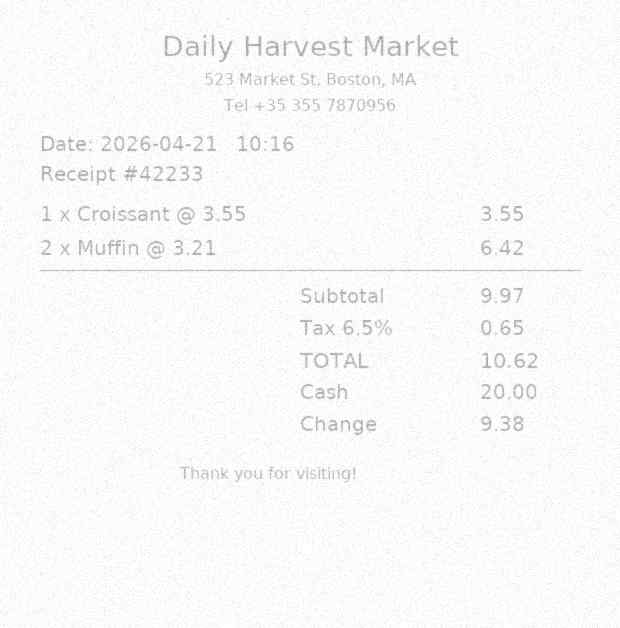 Daily Harvest Market
523 Market St, Boston, MA
Tel +35 355 7870956
Date: 2026-04-21 10:16
Receipt #42233
1 x Croissant @ 3.55 3.55
2 x Muffin @ 3.21 6.42
Subtotal 9.97
Tax 6.5% 0.65
TOTAL 10.62
Cash 20.00
Change 9.38
Thank you for visiting!